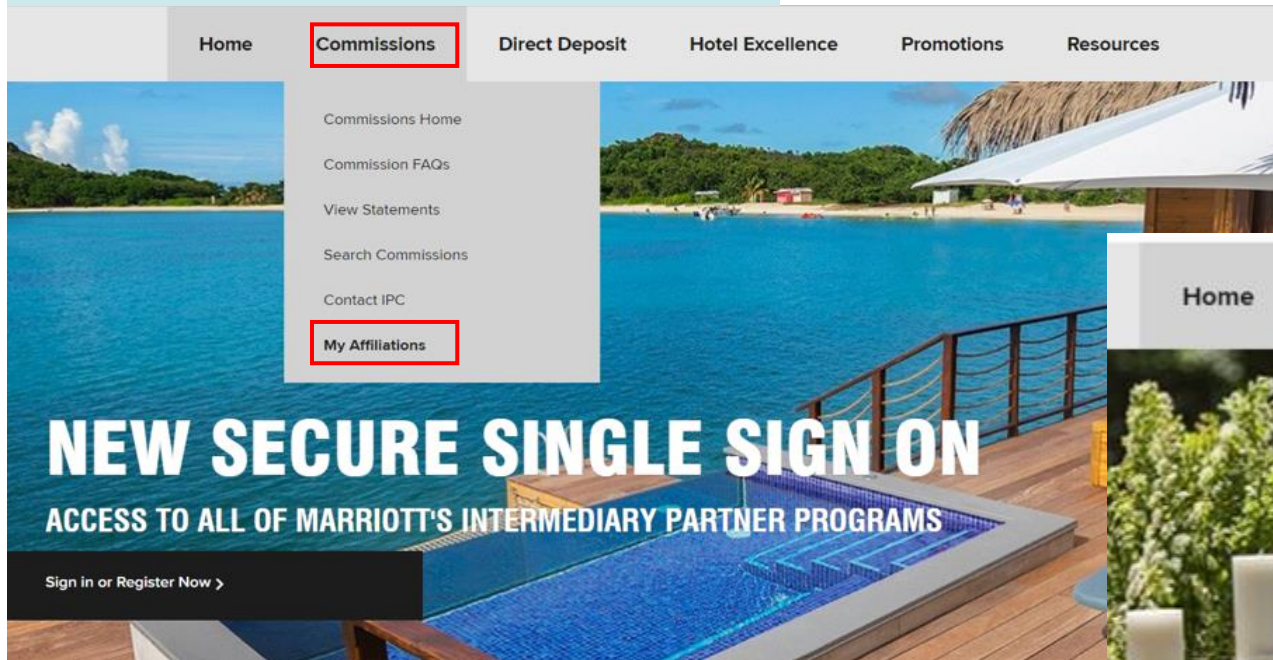 Home Commissions Direct Deposit Hotel Excellence Promotions Resources
Commissions Home
Commission FAQs
View Statements
Search Commissions
Contact IPC
My Affiliations
Home
NEW SECURE SINGLE SIGN ON
ACCESS TO ALL OF MARRIOTT'S INTERMEDIARY PARTNER PROGRAMS
Sign in or Register Now >